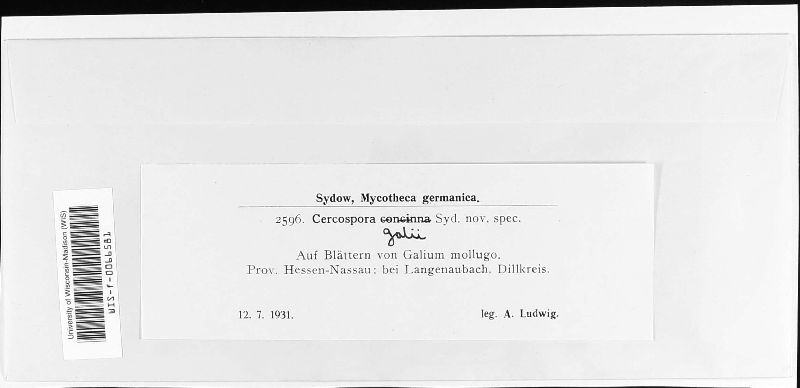 Sydow, Mycotheca germanica.
2596. Cercospora concinna Syd. nov. spec.
galii
Auf Blättern von Galium mollugo.
Prov. Hessen-Nassau: bei Langenaubach, Dillkreis.
12. 7. 1931. leg. A. Ludwig.
University of Wisconsin-Madison (WIS)
WIS-f-0066581